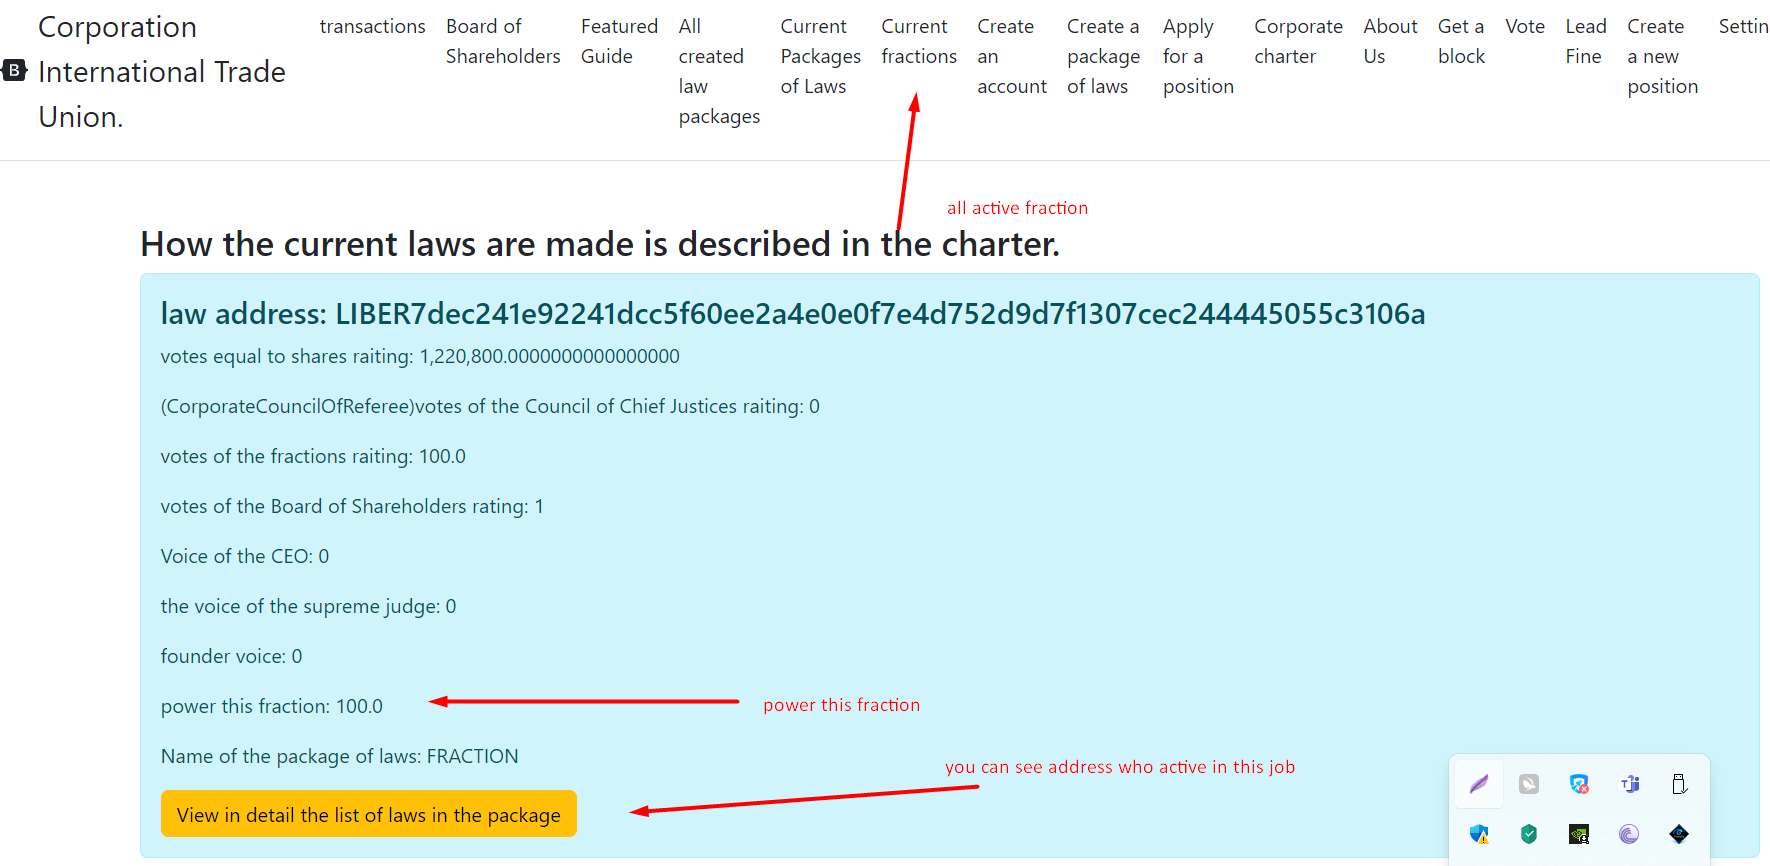 Corporation International Trade Union.
transactions
Board of Shareholders
Featured Guide
All created law packages
Current Packages of Laws
Current fractions
Create an account
Create a package of laws
Apply for a position
Corporate charter
About Us
Get a block
Vote
Lead Fine
Create a new position
Settin
all active fraction
How the current laws are made is described in the charter.
law address: LIBER7dec241e92241dcc5f60ee2a4e0e0f7e4d752d9d7f1307cec244445055c3106a
votes equal to shares raiting: 1,220,800.0000000000000000
(CorporateCouncilOfReferee)votes of the Council of Chief Justices raiting: 0
votes of the fractions raiting: 100.0
votes of the Board of Shareholders rating: 1
Voice of the CEO: 0
the voice of the supreme judge: 0
founder voice: 0
power this fraction: 100.0
power this fraction
Name of the package of laws: FRACTION
you can see address who active in this job
View in detail the list of laws in the package